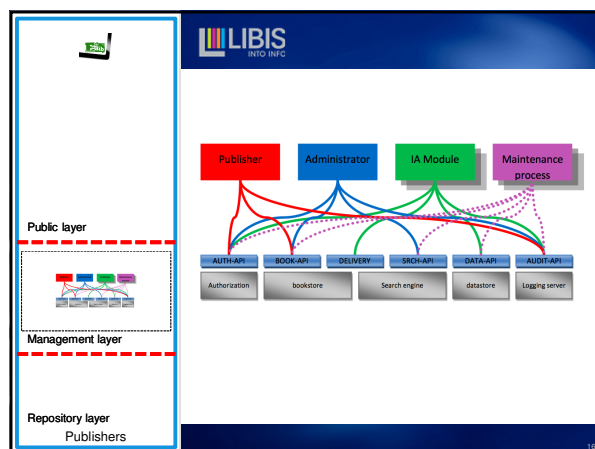 LIBIS
INTO INFC
Publisher
Administrator
IA Module
Maintenance
process
Public layer
AUTH-API
BOOK-API
DELIVERY
SRCH-API
DATA-API
AUDIT-API
Authorization
bookstore
Search engine
datastore
Logging server
Management layer
Repository layer
Publishers
16